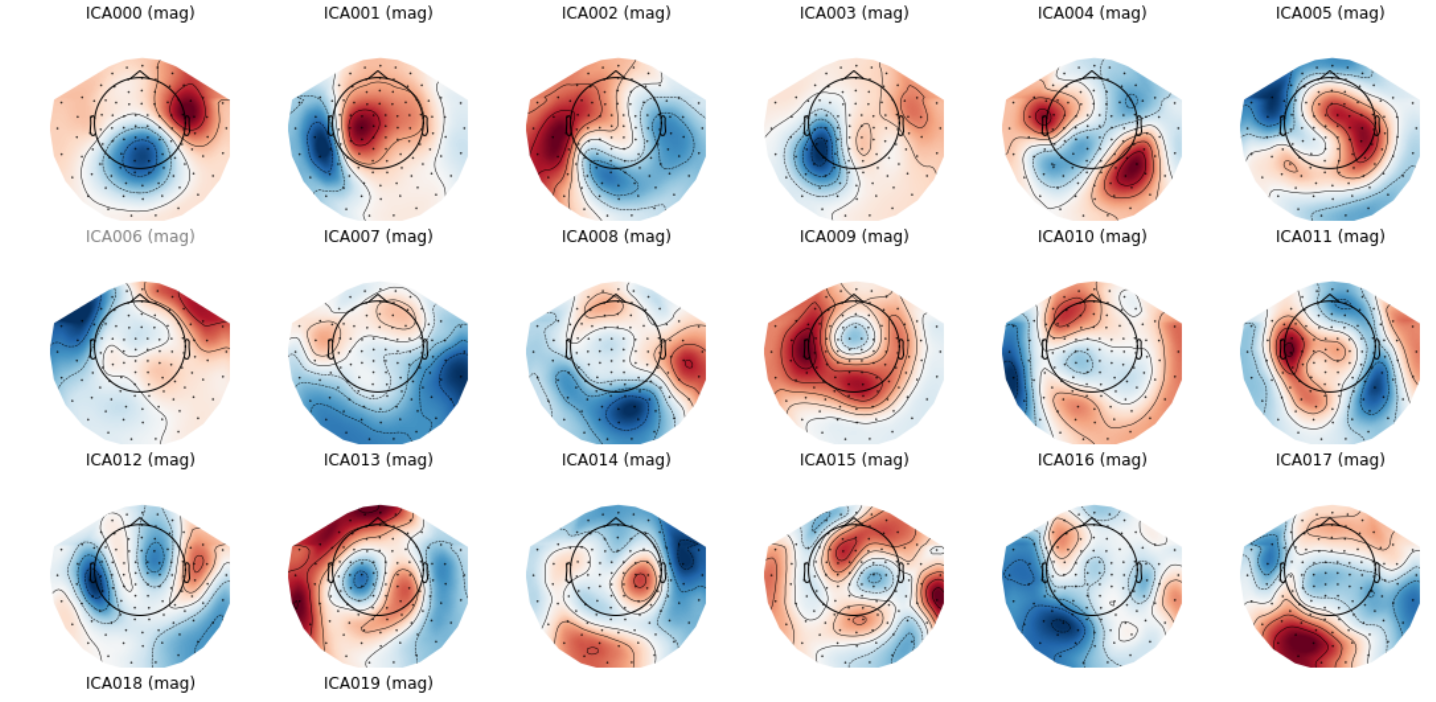 ICA000 (mag) ICA001 (mag) ICA002 (mag) ICA003 (mag) ICA004 (mag) ICA005 (mag)
ICA006 (mag) ICA007 (mag) ICA008 (mag) ICA009 (mag) ICA010 (mag) ICA011 (mag)
ICA012 (mag) ICA013 (mag) ICA014 (mag) ICA015 (mag) ICA016 (mag) ICA017 (mag)
ICA018 (mag) ICA019 (mag)